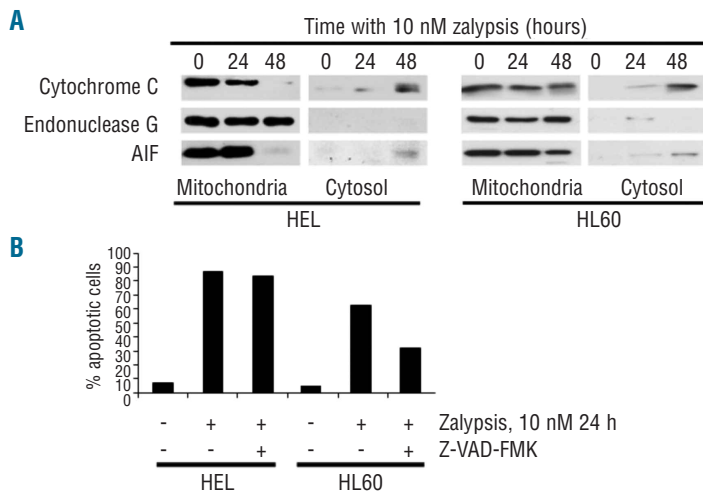 A
Time with 10 nM zalypsis (hours)
0 24 48 0 24 48 0 24 48 0 24 48
Cytochrome C
Endonuclease G
AIF
Mitochondria Cytosol Mitochondria Cytosol
HEL HL60
B
% apoptotic cells
100
90
80
70
60
50
40
30
20
10
0
- + + - + + Zalypsis, 10 nM 24 h
- - + - - + Z-VAD-FMK
HEL HL60